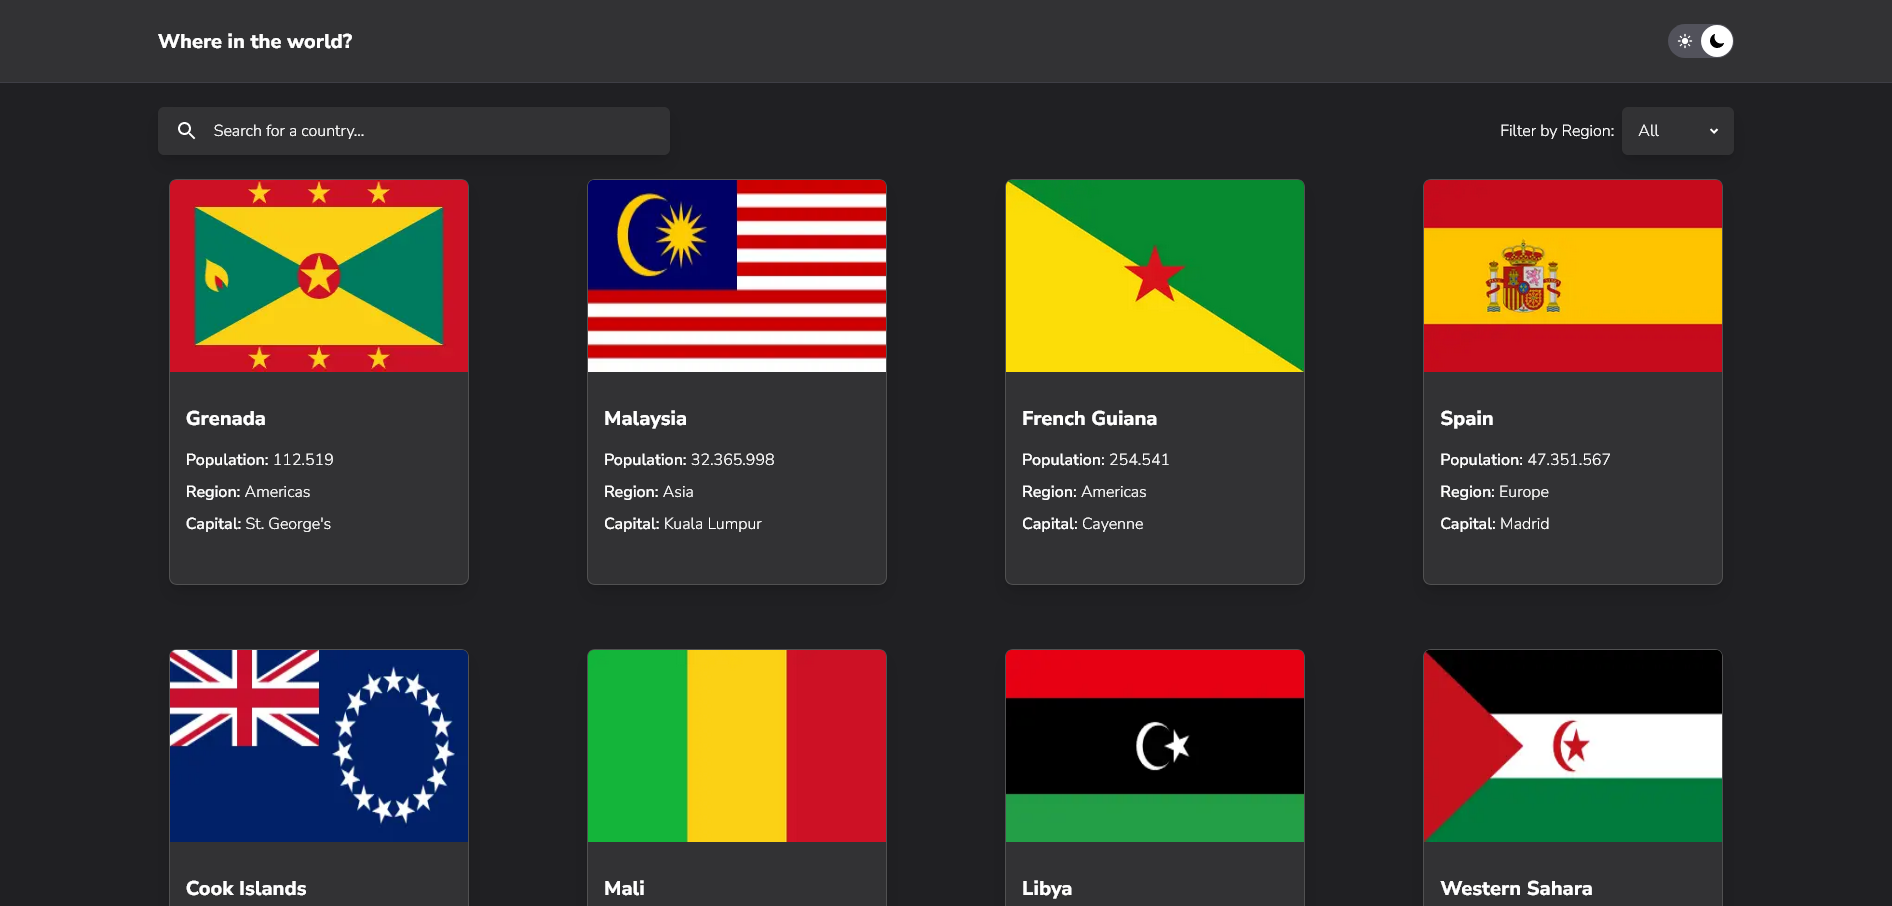 Where in the world?
Search for a country...
Filter by Region: All
Grenada
Population: 112.519
Region: Americas
Capital: St. George's
Malaysia
Population: 32.365.998
Region: Asia
Capital: Kuala Lumpur
French Guiana
Population: 254.541
Region: Americas
Capital: Cayenne
Spain
Population: 47.351.567
Region: Europe
Capital: Madrid
Cook Islands
Mali
Libya
Western Sahara